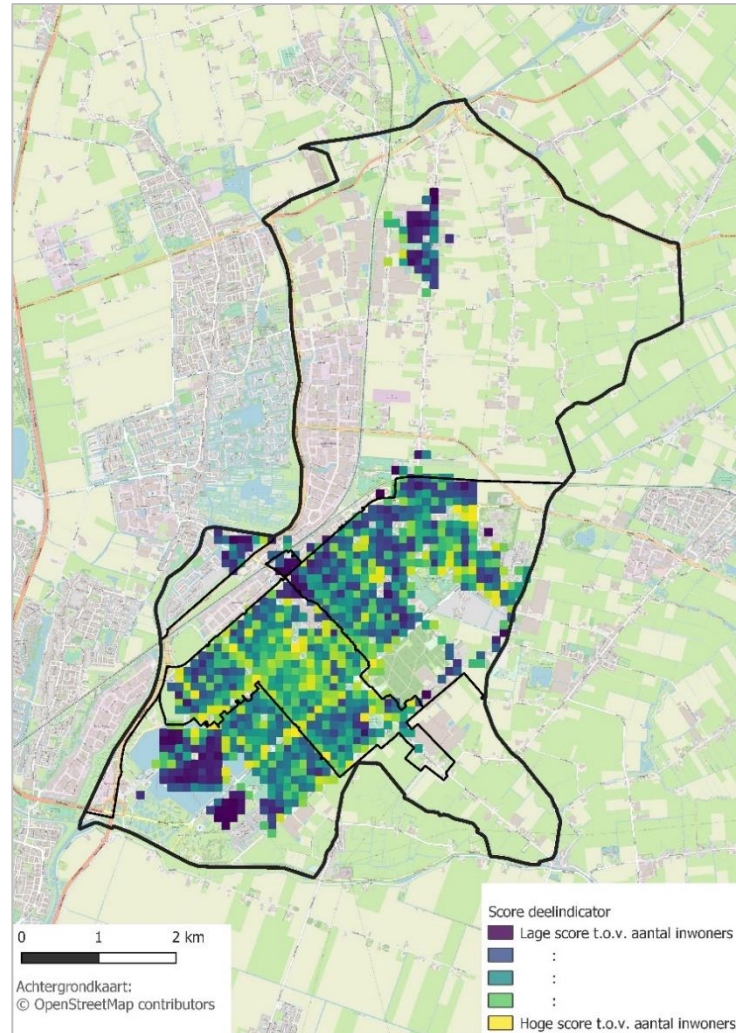 0 1 2 km
Achtergrondkaart:
© OpenStreetMap contributors
Score deelindicator
Lage score t.o.v. aantal inwoners
:
:
:
Hoge score t.o.v. aantal inwoners